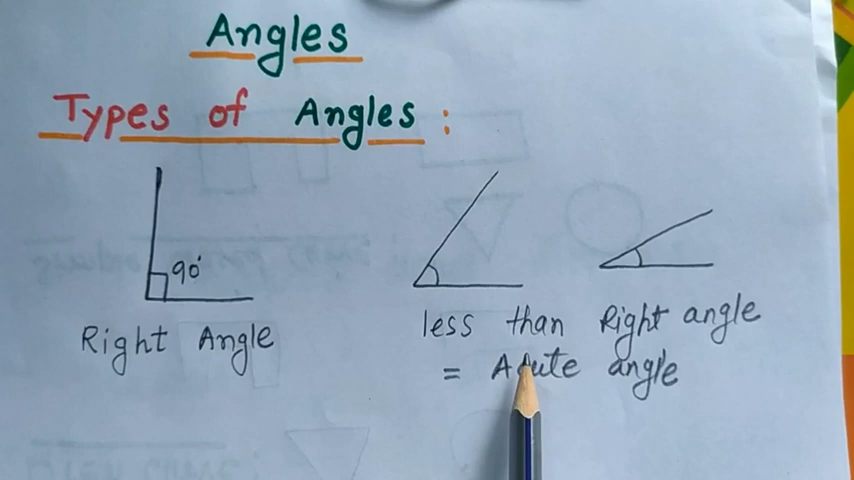 Angles
Types of Angles :
90°
Right Angle
less than Right angle
= Acute angle